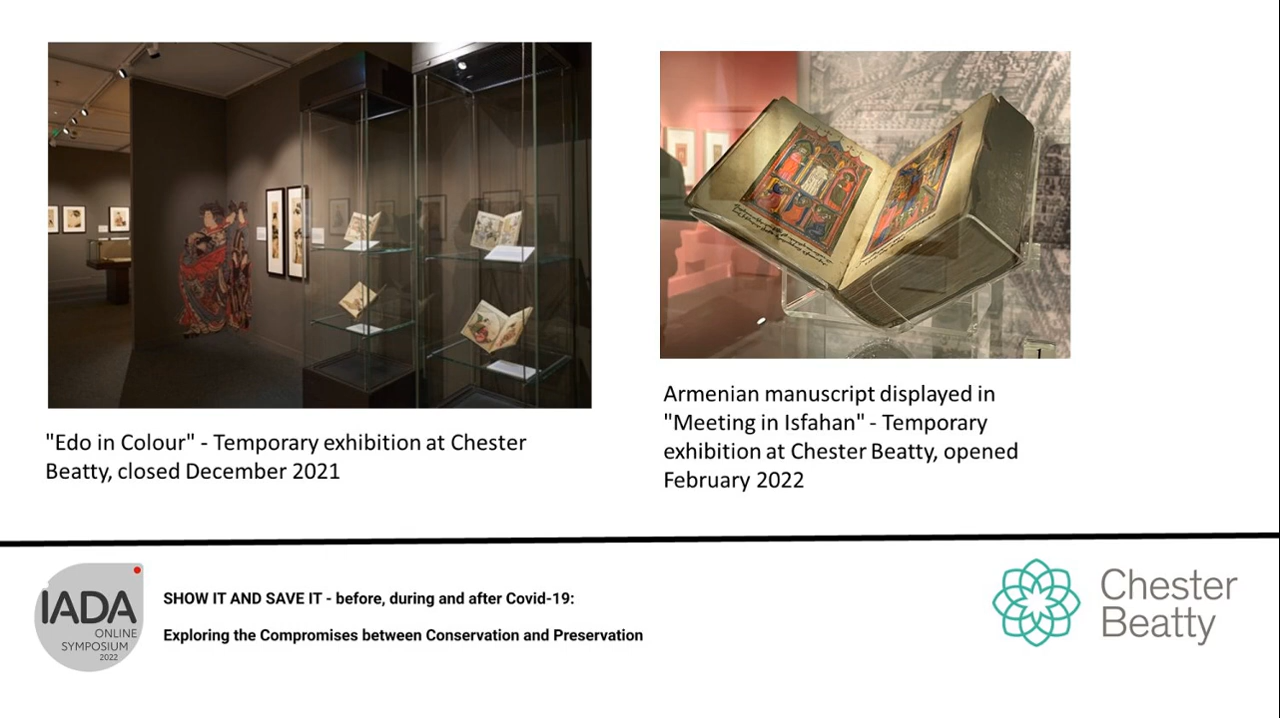 "Edo in Colour" - Temporary exhibition at Chester
Beatty, closed December 2021
Armenian manuscript displayed in
"Meeting in Isfahan" - Temporary
exhibition at Chester Beatty, opened
February 2022
IADA
ONLINE
SYMPOSIUM
2022
SHOW IT AND SAVE IT - before, during and after Covid-19:
Exploring the Compromises between Conservation and Preservation
Chester
Beatty